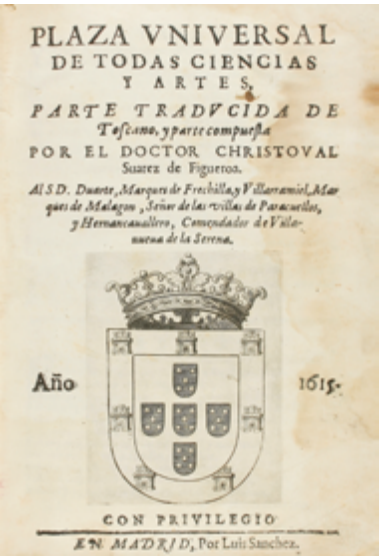 PLAZA VNIVERSAL
DE TODAS CIENCIAS
Y ARTES,
PARTE TRADVCIDA DE
Toscano, y parte compuesta
POR EL DOCTOR CHRISTOVAL
Suarez de Figueroa.
Al S D. Duarte, Marques de Frechilla, y Villarramiel, Mar
ques de Malagon, Señor de las villas de Paracuellos,
y Hernancauallero, Comendador de Villa-
nueua de la Serena.
Año 1615.
CON PRIVILEGIO
EN MADRID, Por Luis Sanchez.